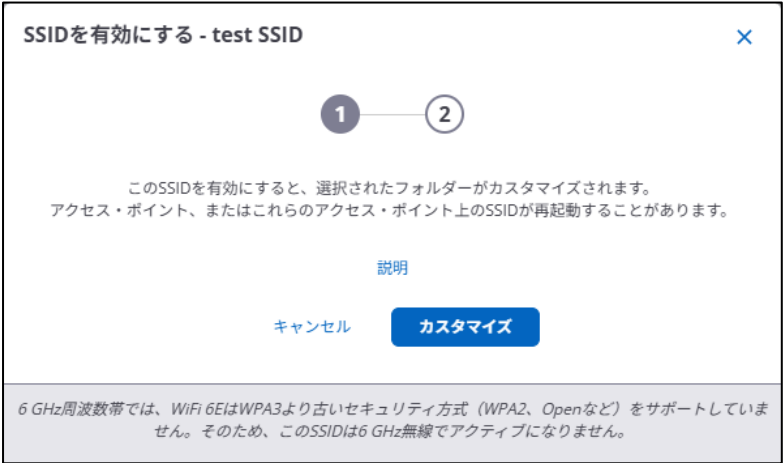 SSIDを有効にする - test SSID
×
1
2
このSSIDを有効にすると、選択されたフォルダーがカスタマイズされます。
アクセス・ポイント、またはこれらのアクセス・ポイント上のSSIDが再起動することがあります。
説明
キャンセル
カスタマイズ
6 GHz周波数帯では、WiFi 6EはWPA3より古いセキュリティ方式（WPA2、Openなど）をサポートしていま
せん。そのため、このSSIDは6 GHz無線でアクティブになりません。